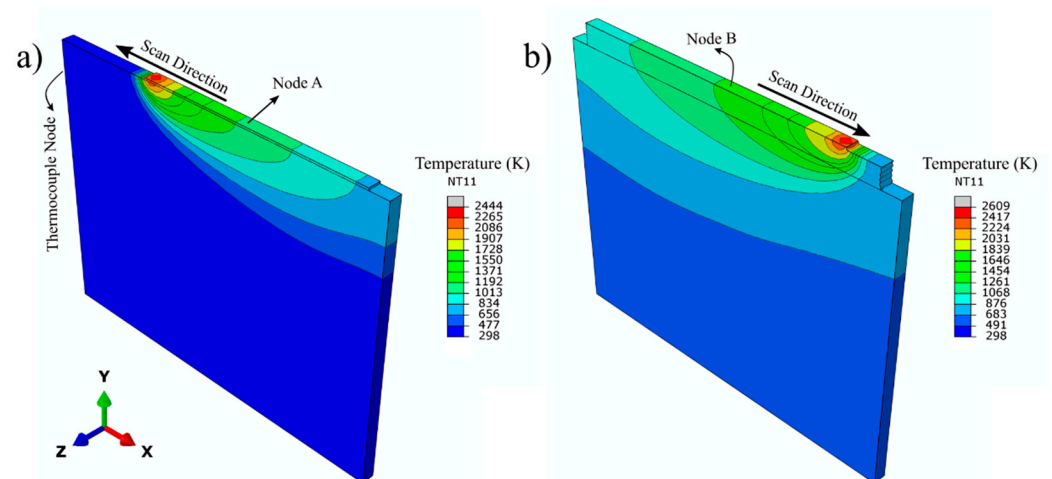 a)
Scan Direction
Node A
Thermocouple Node
Temperature (K)
NT11
2444
2265
2086
1907
1728
1550
1371
1192
1013
834
656
477
298
Y
Z
X
b)
Node B
Scan Direction
Temperature (K)
NT11
2609
2417
2224
2031
1839
1646
1454
1261
1068
876
683
491
298